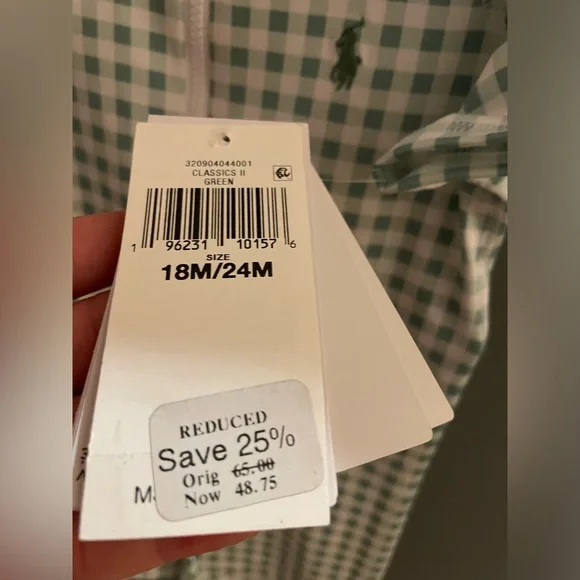 320904044001
CLASSICS II
GREEN
1 96231 10157 6
SIZE
18M/24M
REDUCED
Save 25%
Orig 65.00
Now 48.75